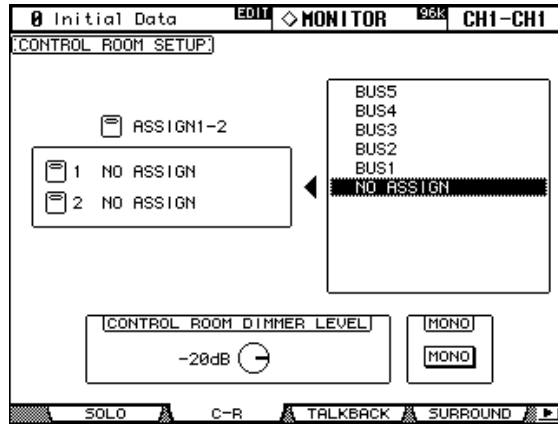 0 Initial Data EDIT ◇MONITOR 96K CH1-CH1
CONTROL ROOM SETUP
ASSIGN1-2
1 NO ASSIGN
2 NO ASSIGN
BUS5
BUS4
BUS3
BUS2
BUS1
NO ASSIGN
CONTROL ROOM DIMMER LEVEL
-20dB
MONO
MONO
SOLO C-R TALKBACK SURROUND